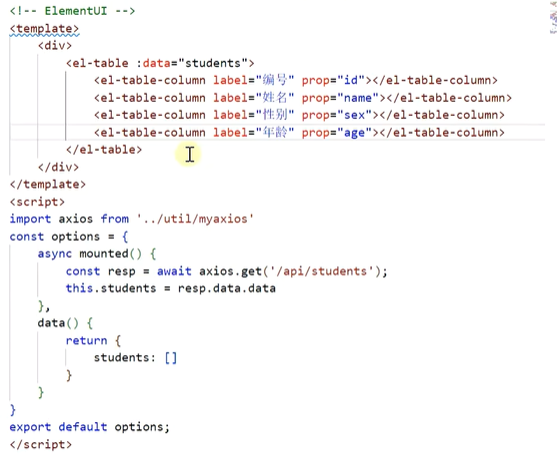 <!-- ElementUI -->
<template>
    <div>
        <el-table :data="students">
            <el-table-column label="编号" prop="id"></el-table-column>
            <el-table-column label="姓名" prop="name"></el-table-column>
            <el-table-column label="性别" prop="sex"></el-table-column>
            <el-table-column label="年龄" prop="age"></el-table-column>
        </el-table>
    </div>
</template>
<script>
import axios from '../util/myaxios'
const options = {
    async mounted() {
        const resp = await axios.get('/api/students');
        this.students = resp.data.data
    },
    data() {
        return {
            students: []
        }
    }
}
export default options;
</script>